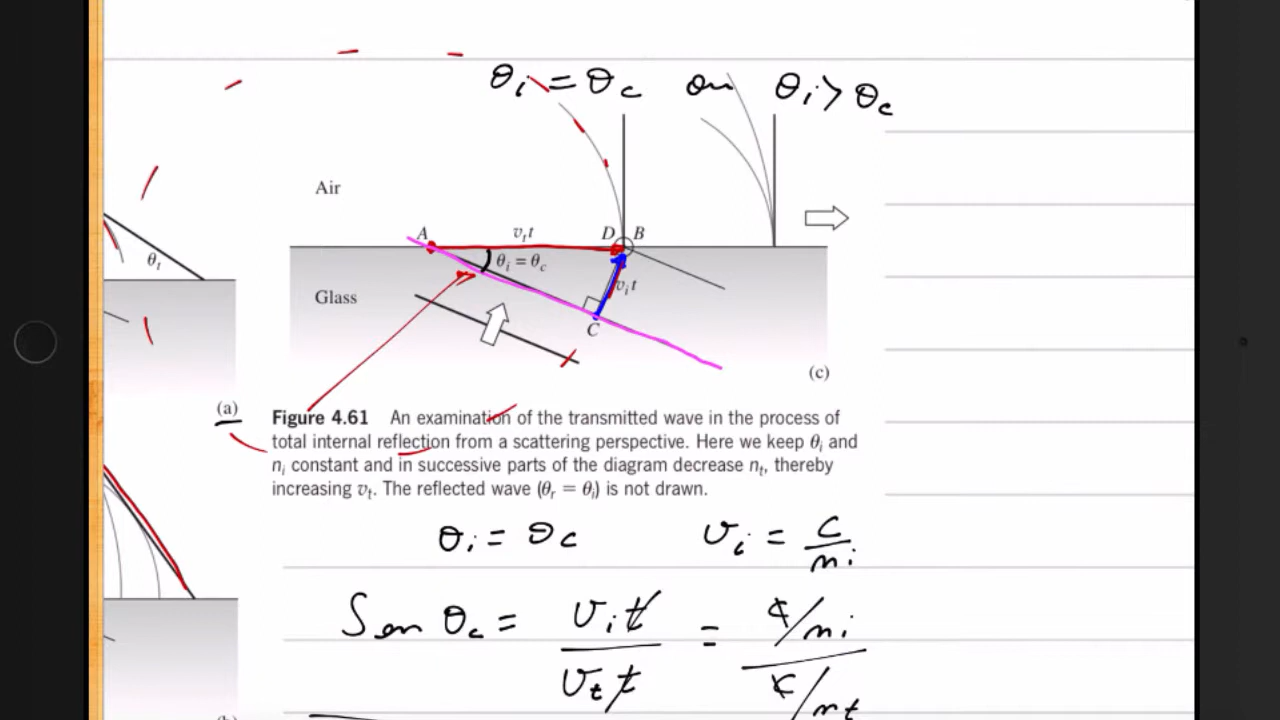 θi = θc ou θi > θc
Air
A vtt D B
θi = θc
θt
vit
Glass
C
(c)
(a)
Figure 4.61 An examination of the transmitted wave in the process of
total internal reflection from a scattering perspective. Here we keep θi and
ni constant and in successive parts of the diagram decrease nt, thereby
increasing vt. The reflected wave (θr = θi) is not drawn.
θi = θc vi = c/ni
Sen θc = vit/vtt = c/ni / c/nt